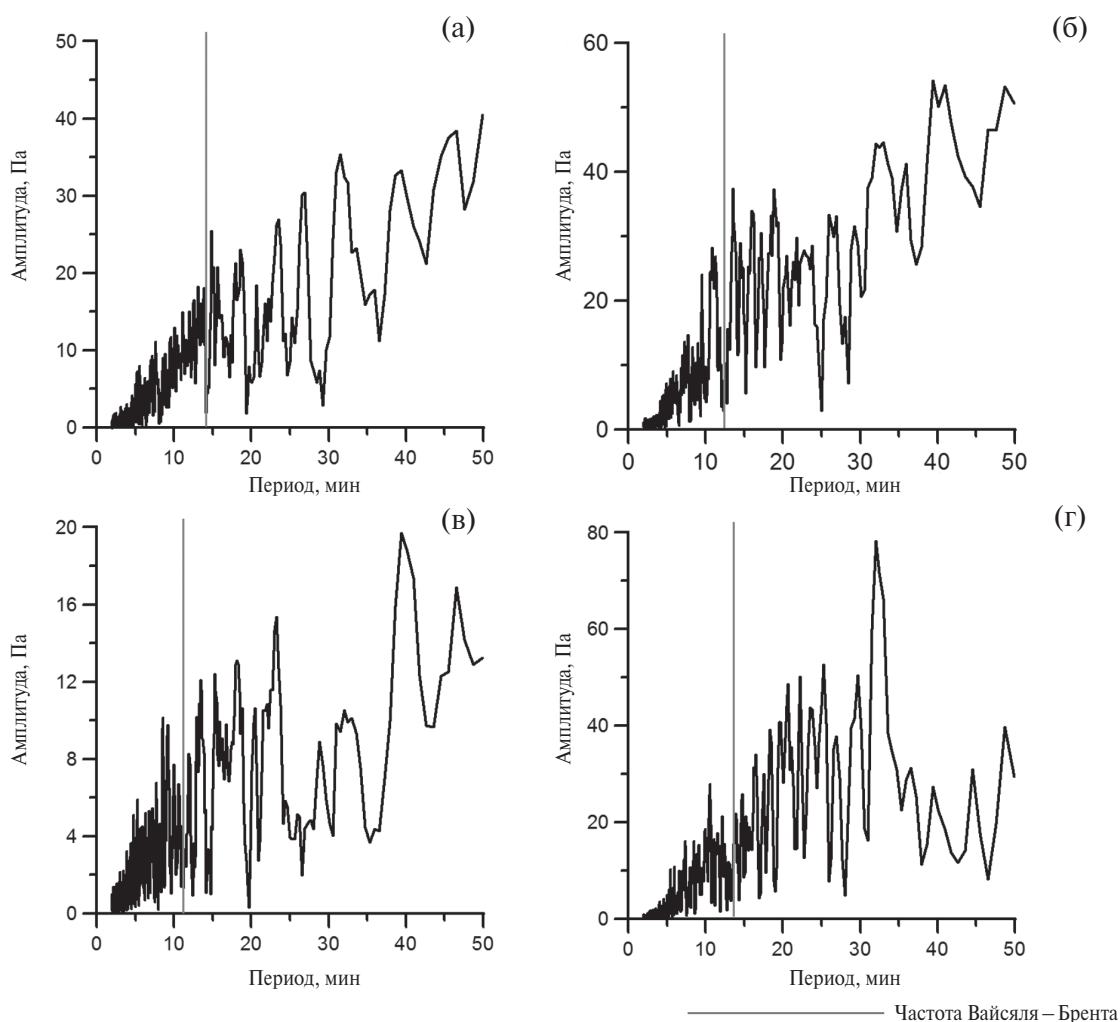 (а)
50
40
30
20
10
0
Амплитуда, Па
0 10 20 30 40 50
Период, мин
(б)
60
40
20
0
Амплитуда, Па
0 10 20 30 40 50
Период, мин
(в)
20
16
12
8
4
0
Амплитуда, Па
0 10 20 30 40 50
Период, мин
(г)
80
60
40
20
0
Амплитуда, Па
0 10 20 30 40 50
Период, мин
Частота Вайсяля – Брента